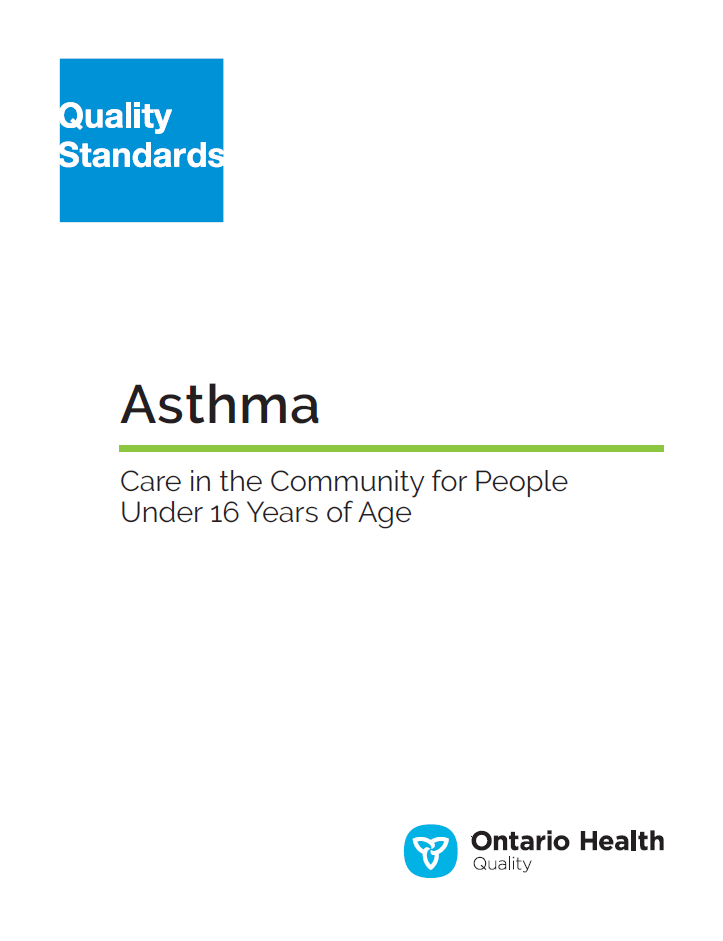 Quality
Standards
Asthma
Care in the Community for People
Under 16 Years of Age
Ontario Health
Quality